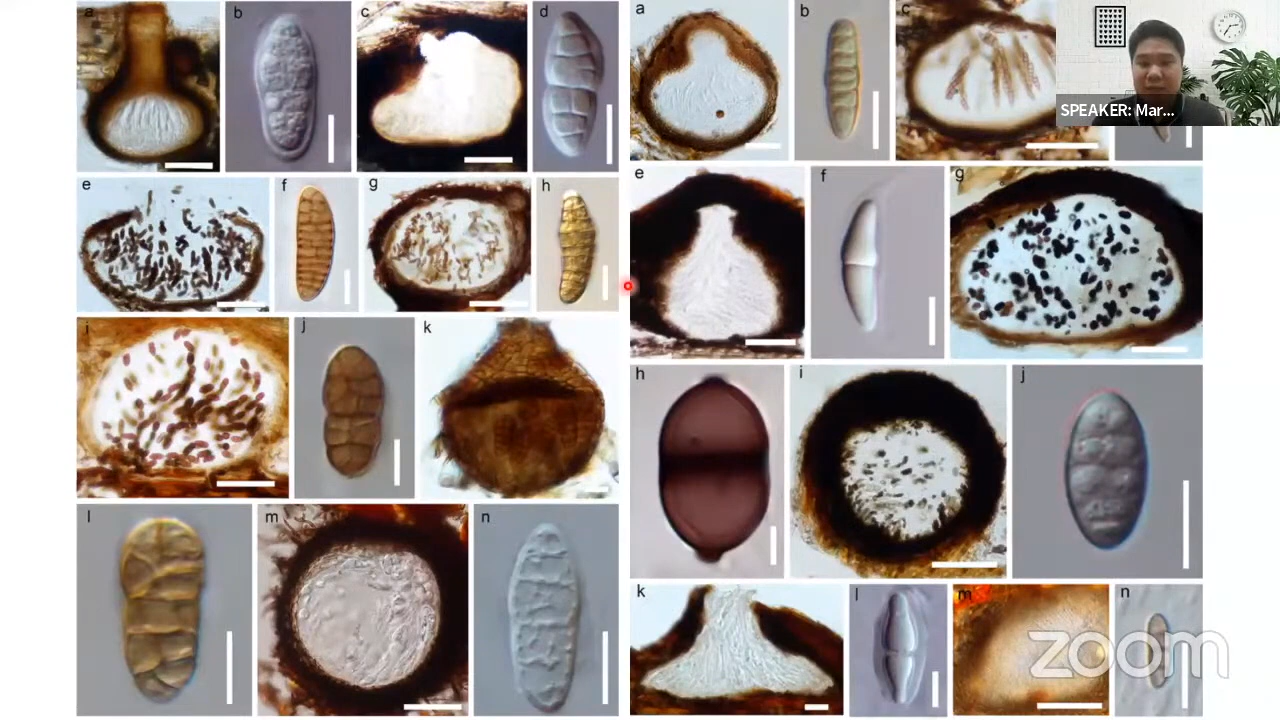 a b c d
e f g h
i j k
l m n
a b c
e f g
h i j
k l m n
SPEAKER: Mar...
zoom